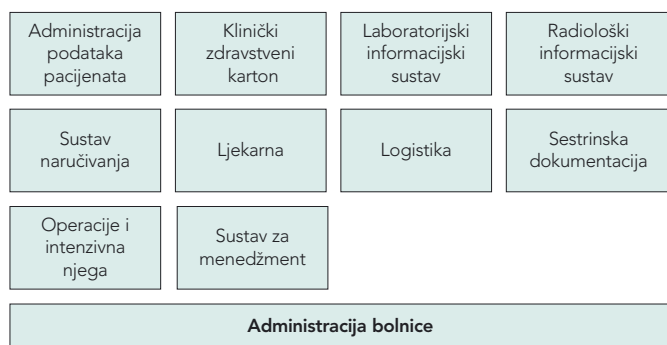 Administracija
podataka
pacijenata
Klinički
zdravstveni
karton
Laboratorijski
informacijski
sustav
Radiološki
informacijski
sustav
Sustav
naručivanja
Ljekarna
Logistika
Sestrinska
dokumentacija
Operacije i
intenzivna
njega
Sustav za
menedžment
Administracija bolnice